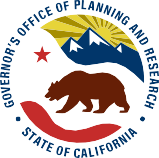 GOVERNOR'S OFFICE OF PLANNING AND RESEARCH
• STATE OF CALIFORNIA •